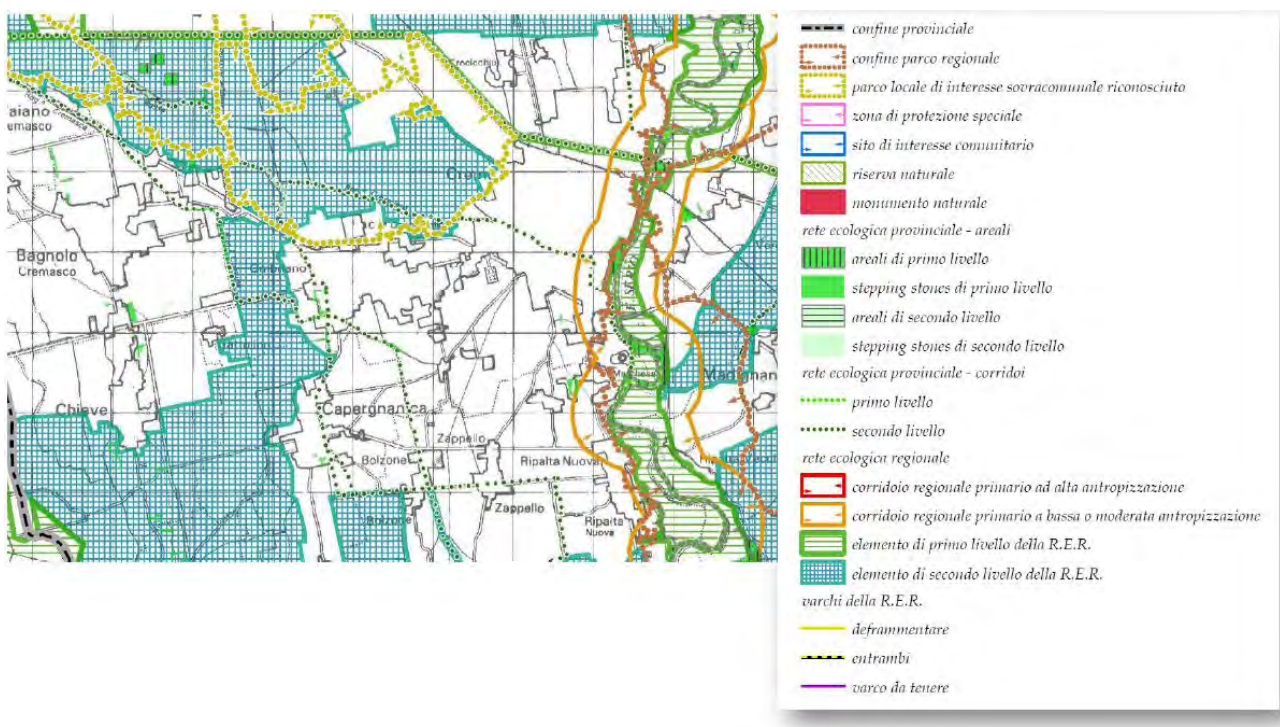 aiano
emasco
Bagnolo
Cremasco
Chieve
Capergnanica
Zappello
Bolzone
Ripalta Nuova
Zappello
Bolzone
Ripalta
Nuova
confine provinciale
confine parco regionale
parco locale di interesse sovracomunale riconosciuto
zona di protezione speciale
sito di interesse comunitario
riserva naturale
monumento naturale
rete ecologica provinciale - areali
areali di primo livello
stepping stones di primo livello
areali di secondo livello
stepping stones di secondo livello
rete ecologica provinciale - corridoi
primo livello
secondo livello
rete ecologica regionale
corridoio regionale primario ad alta antropizzazione
corridoio regionale primario a bassa o moderata antropizzazione
elemento di primo livello della R.E.R.
elemento di secondo livello della R.E.R.
varchi della R.E.R.
deframmentare
entrambi
varco da tenere